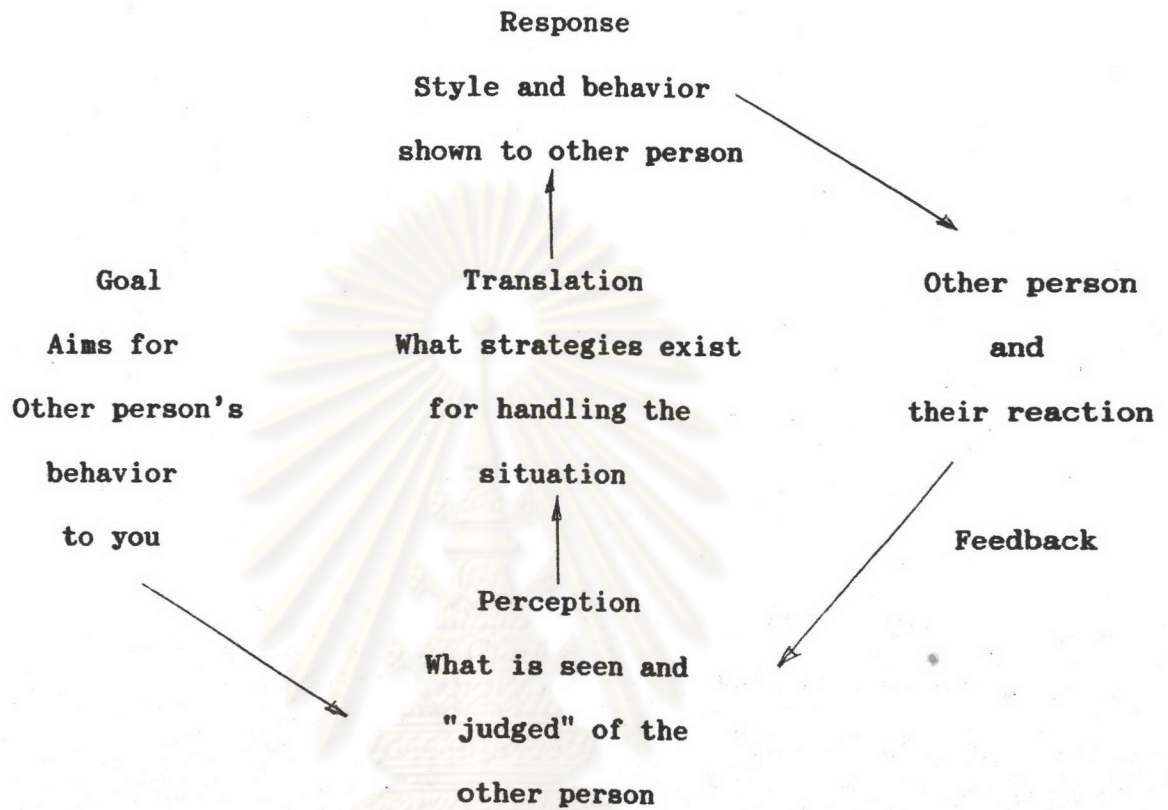 Response
Style and behavior
shown to other person
Goal
Aims for
Other person's
behavior
to you
Translation
What strategies exist
for handling the
situation
Other person
and
their reaction
Feedback
Perception
What is seen and
"judged" of the
other person